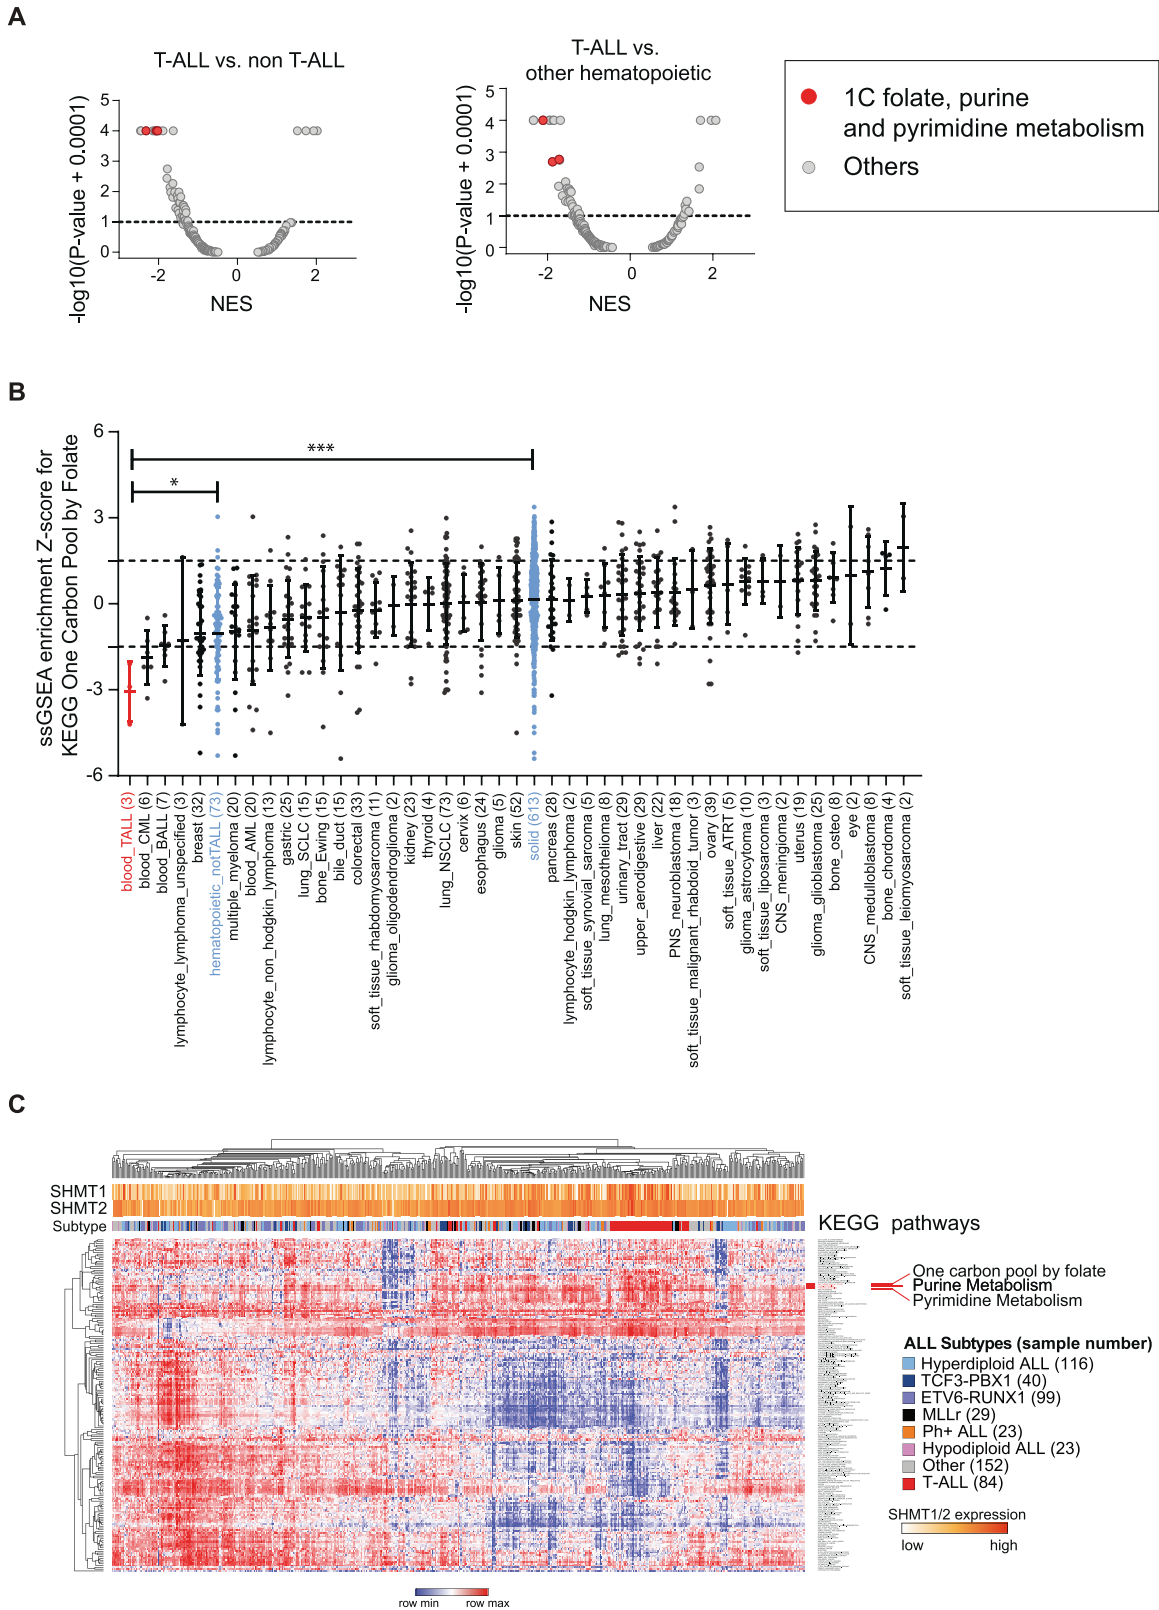 A
T-ALL vs. non T-ALL
-log10(P-value + 0.0001)
5
4
3
2
1
0
-2
0
2
NES
T-ALL vs.
other hematopoietic
-log10(P-value + 0.0001)
5
4
3
2
1
0
-2
0
2
NES
1C folate, purine
and pyrimidine metabolism
Others
B
ssGSEA enrichment Z-score for
KEGG One Carbon Pool by Folate
6
3
0
-3
-6
***
*
blood_TALL (3)
blood_CML (6)
blood_BALL (7)
lymphocyte_lymphoma_unspecified (3)
breast (32)
hematopoietic_notTALL (73)
multiple_myeloma (20)
blood_AML (20)
lymphocyte_non_hodgkin_lymphoma (13)
gastric (25)
lung_SCLC (15)
bone_Ewing (15)
bile_duct (15)
colorectal (33)
soft_tissue_rhabdomyosarcoma (11)
glioma_oligodendroglioma (2)
kidney (23)
thyroid (4)
lung_NSCLC (73)
cervix (6)
esophagus (24)
glioma (5)
skin (52)
solid (613)
pancreas (28)
lymphocyte_hodgkin_lymphoma (2)
soft_tissue_synovial_sarcoma (5)
lung_mesothelioma (8)
urinary_tract (29)
upper_aerodigestive (29)
liver (22)
PNS_neuroblastoma (18)
soft_tissue_malignant_rhabdoid_tumor (3)
ovary (39)
soft_tissue_ATRT (5)
glioma_astrocytoma (10)
soft_tissue_liposarcoma (3)
CNS_meningioma (2)
uterus (19)
glioma_glioblastoma (25)
bone_osteo (8)
eye (2)
CNS_medulloblastoma (8)
bone_chordoma (4)
soft_tissue_leiomyosarcoma (2)
C
SHMT1
SHMT2
Subtype
KEGG pathways
One carbon pool by folate
Purine Metabolism
Pyrimidine Metabolism
ALL Subtypes (sample number)
Hyperdiploid ALL (116)
TCF3-PBX1 (40)
ETV6-RUNX1 (99)
MLLr (29)
Ph+ ALL (23)
Hypodiploid ALL (23)
Other (152)
T-ALL (84)
SHMT1/2 expression
low high
row min row max